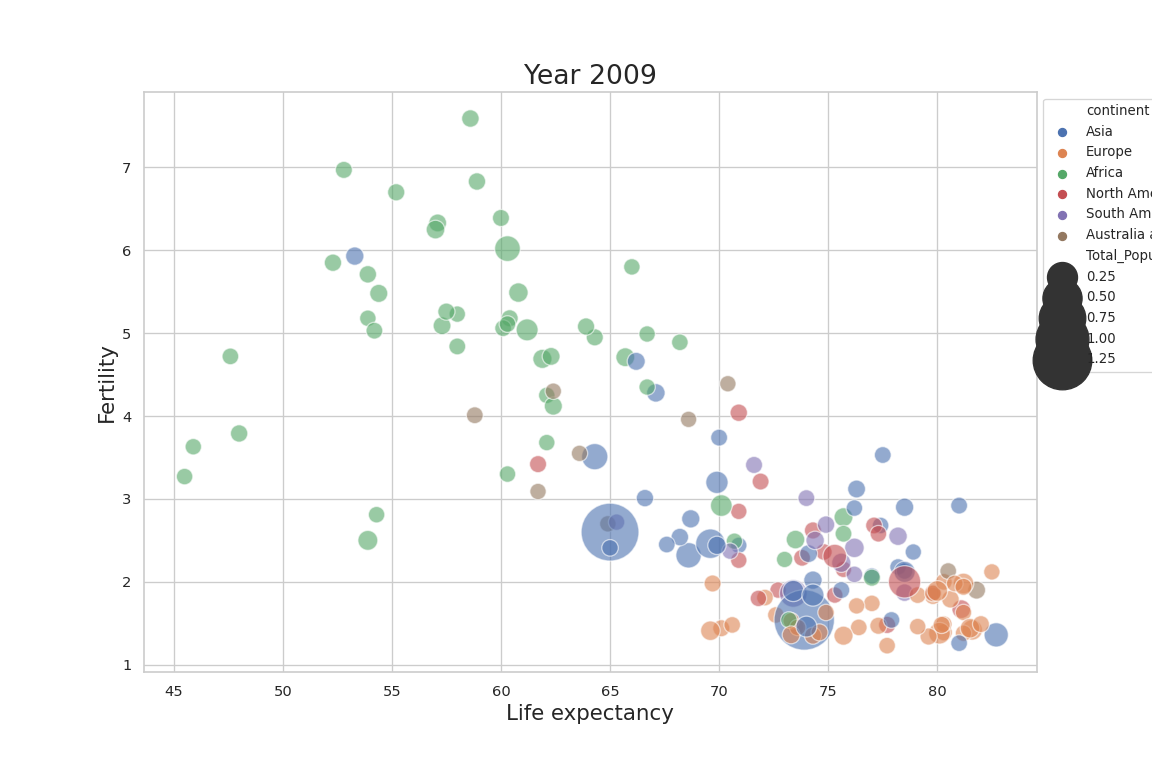 Year 2009
Fertility
7
6
5
4
3
2
1
45
50
55
60
65
70
75
80
Life expectancy
continent
Asia
Europe
Africa
North Ame
South Am
Australia a
Total_Popu
0.25
0.50
0.75
1.00
1.25